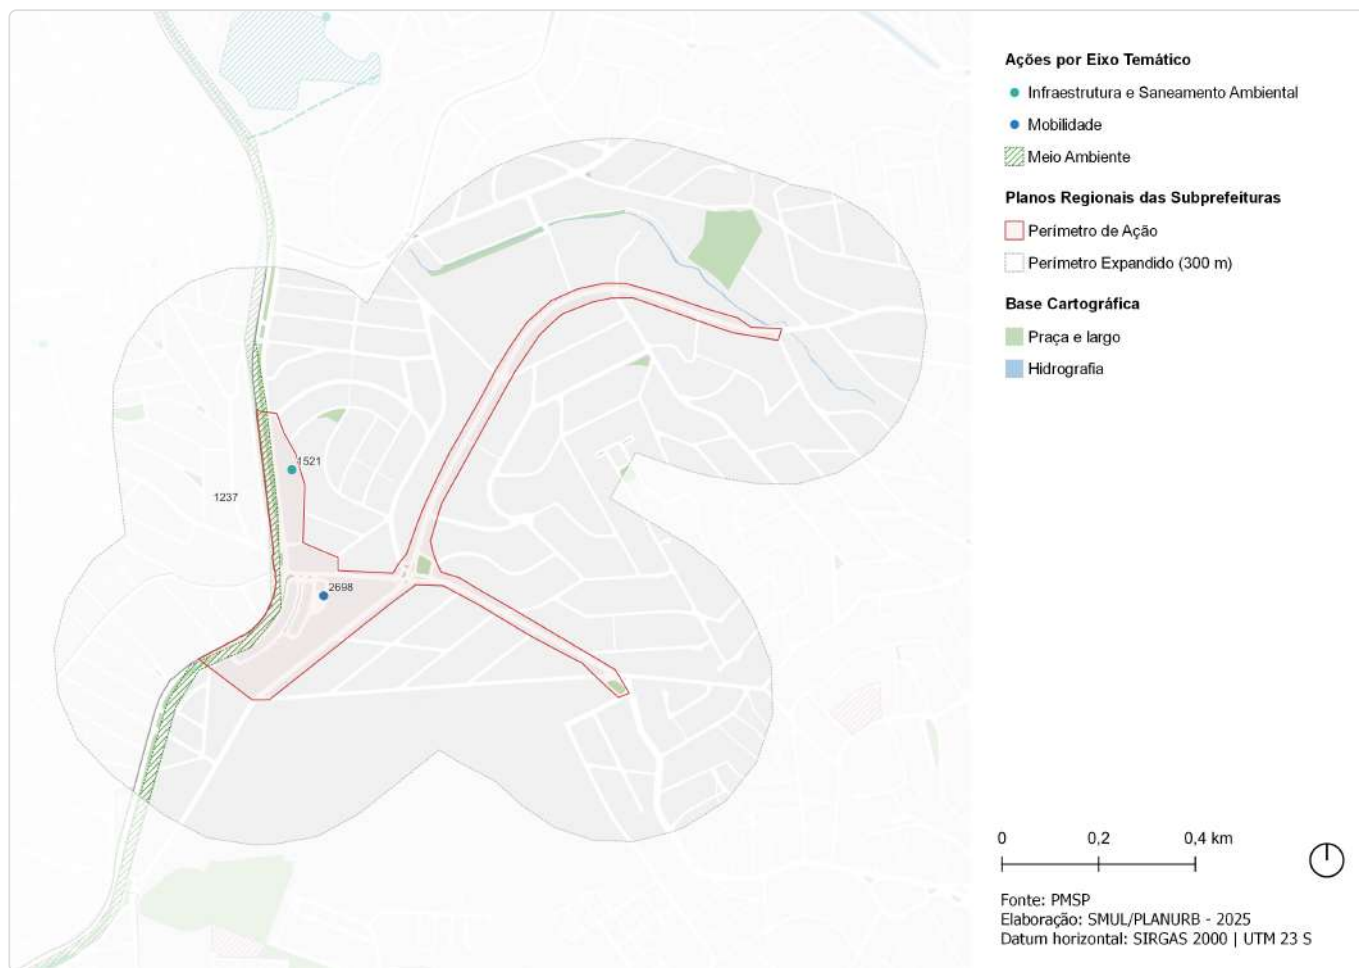 1521
1237
2698
Ações por Eixo Temático
Infraestrutura e Saneamento Ambiental
Mobilidade
Meio Ambiente
Planos Regionais das Subprefeituras
Perímetro de Ação
Perímetro Expandido (300 m)
Base Cartográfica
Praça e largo
Hidrografia
0 0,2 0,4 km
Fonte: PMSP
Elaboração: SMUL/PLANURB - 2025
Datum horizontal: SIRGAS 2000 | UTM 23 S